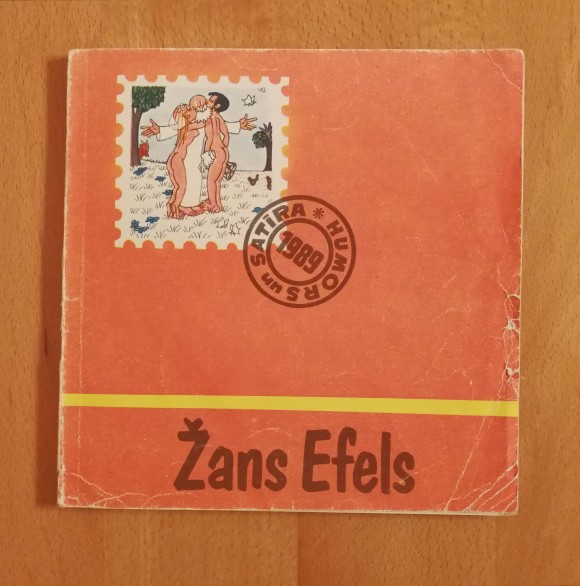 SATĪRA * HUMORS un
1989
Žans Efels